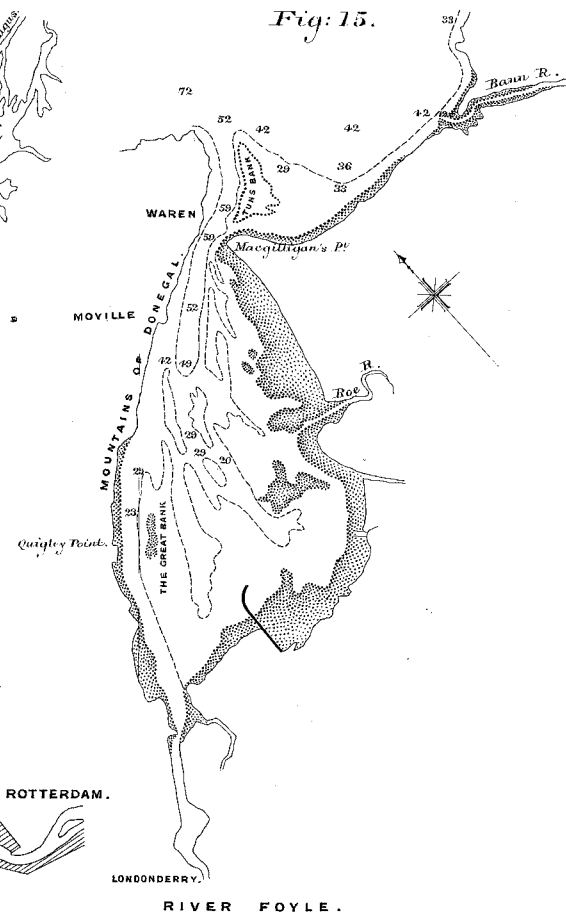 Fig: 15.
33
Bann R.
72
52
42
42
42
29
36
33
TUNS BANK
WAREN
59
59
Macgilligan's Pt.
MOVILLE
MOUNTAINS OF DONEGAL
52
42
49
Roe R.
29
29
20
23
Quigley Point.
THE GREAT BANK
ROTTERDAM.
LONDONDERRY.
RIVER FOYLE.